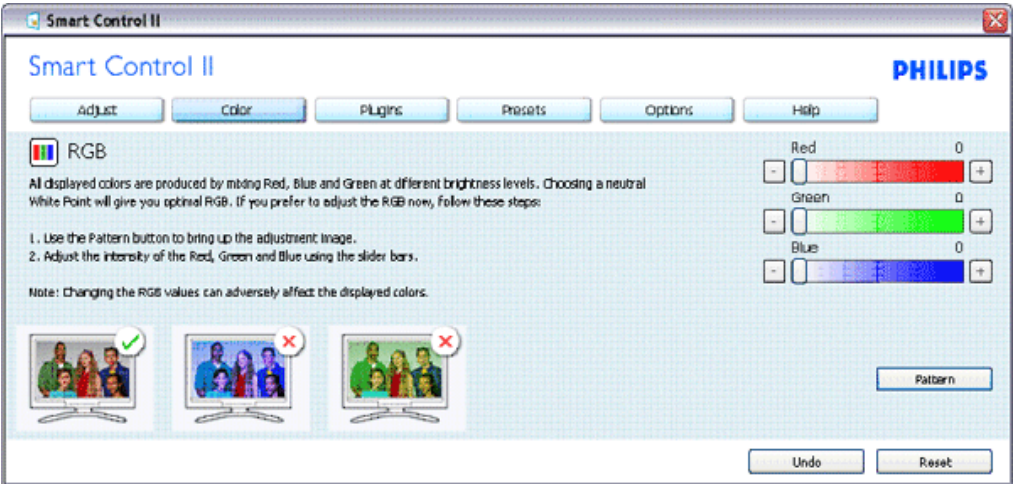 Smart Control II
Smart Control II
PHILIPS
Adjust Color Plugins Presets Options Help
RGB
All displayed colors are produced by mixing Red, Blue and Green at different brightness levels. Choosing a neutral
White Point will give you optimal RGB. If you prefer to adjust the RGB now, follow these steps:
1. Use the Pattern button to bring up the adjustment image.
2. Adjust the intensity of the Red, Green and Blue using the slider bars.
Note: Changing the RGB values can adversely affect the displayed colors.
Red 0
- +
Green 0
- +
Blue 0
- +
Pattern
Undo Reset